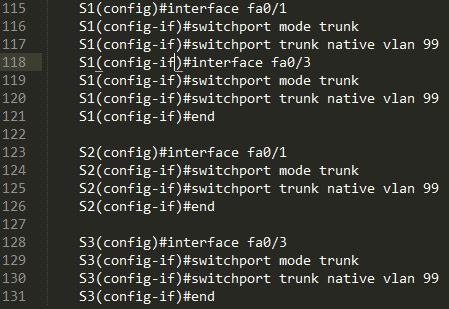 115 S1(config)#interface fa0/1
116 S1(config-if)#switchport mode trunk
117 S1(config-if)#switchport trunk native vlan 99
118 S1(config-if)#interface fa0/3
119 S1(config-if)#switchport mode trunk
120 S1(config-if)#switchport trunk native vlan 99
121 S1(config-if)#end
122
123 S2(config)#interface fa0/1
124 S2(config-if)#switchport mode trunk
125 S2(config-if)#switchport trunk native vlan 99
126 S2(config-if)#end
127
128 S3(config)#interface fa0/3
129 S3(config-if)#switchport mode trunk
130 S3(config-if)#switchport trunk native vlan 99
131 S3(config-if)#end